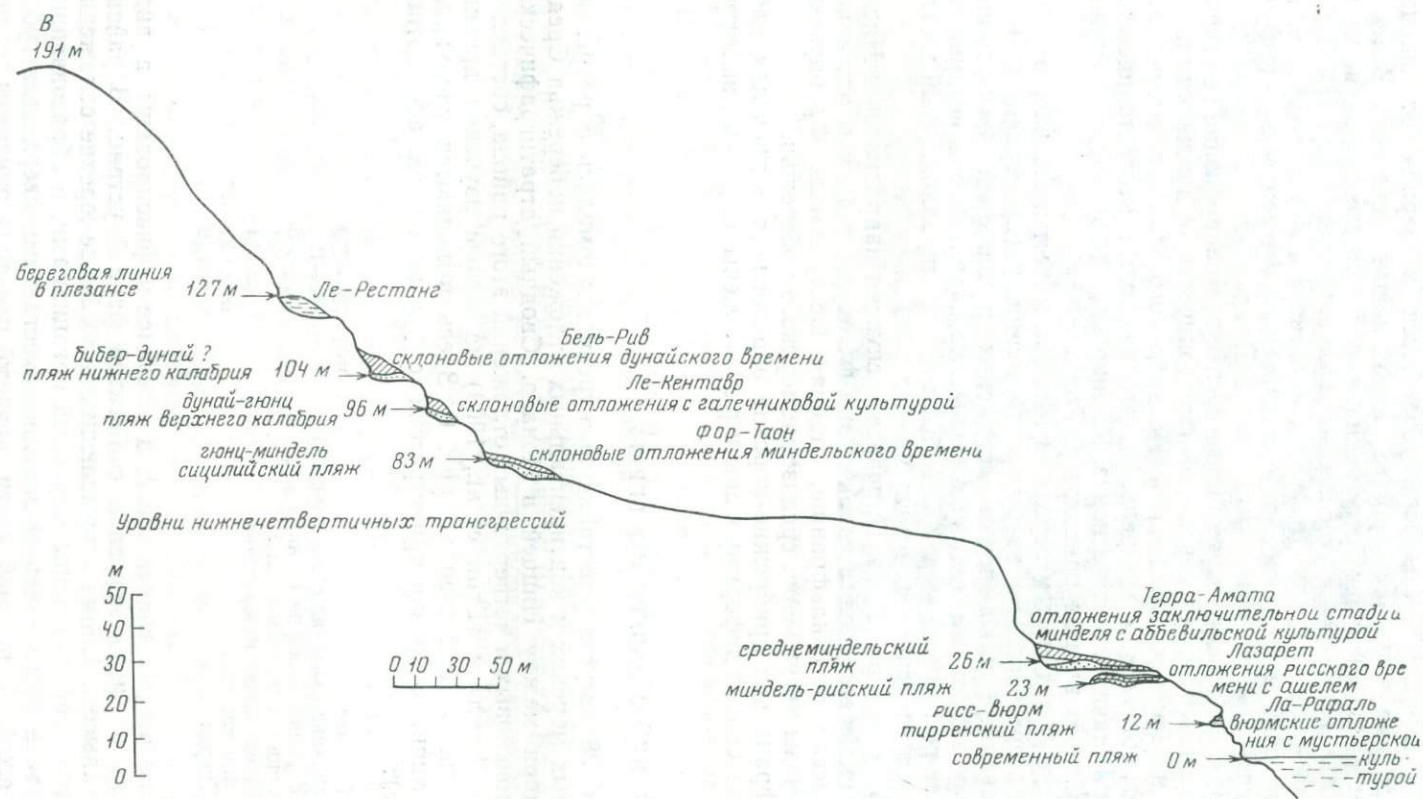 В
191 м
береговая линия
в плезансе
127 м
Ле-Рестанг
бибер-дунай ?
пляж нижнего калабрия
104 м
Бель-Рив
склоновые отложения дунайского времени
дунай-гюнц
пляж верхнего калабрия
96 м
Ле-Кентавр
склоновые отложения с галечниковой культурой
гюнц-миндель
сицилийский пляж
83 м
Фор-Таон
склоновые отложения миндельского времени
Уровни нижнечетвертичных трансгрессий
м
50
40
30
20
10
0
0 10 30 50 м
Терра-Амата
отложения заключительной стадии
минделя с аббевильской культурой
среднеминдельский
пляж
26 м
Лазарет
отложения рисского вре
мени с ашелем
миндель-рисский пляж
23 м
рисс-вюрм
тирренский пляж
12 м
Ла-Рафаль
вюрмские отложе
ния с мустьерской
куль-
турой
современный пляж
0 м